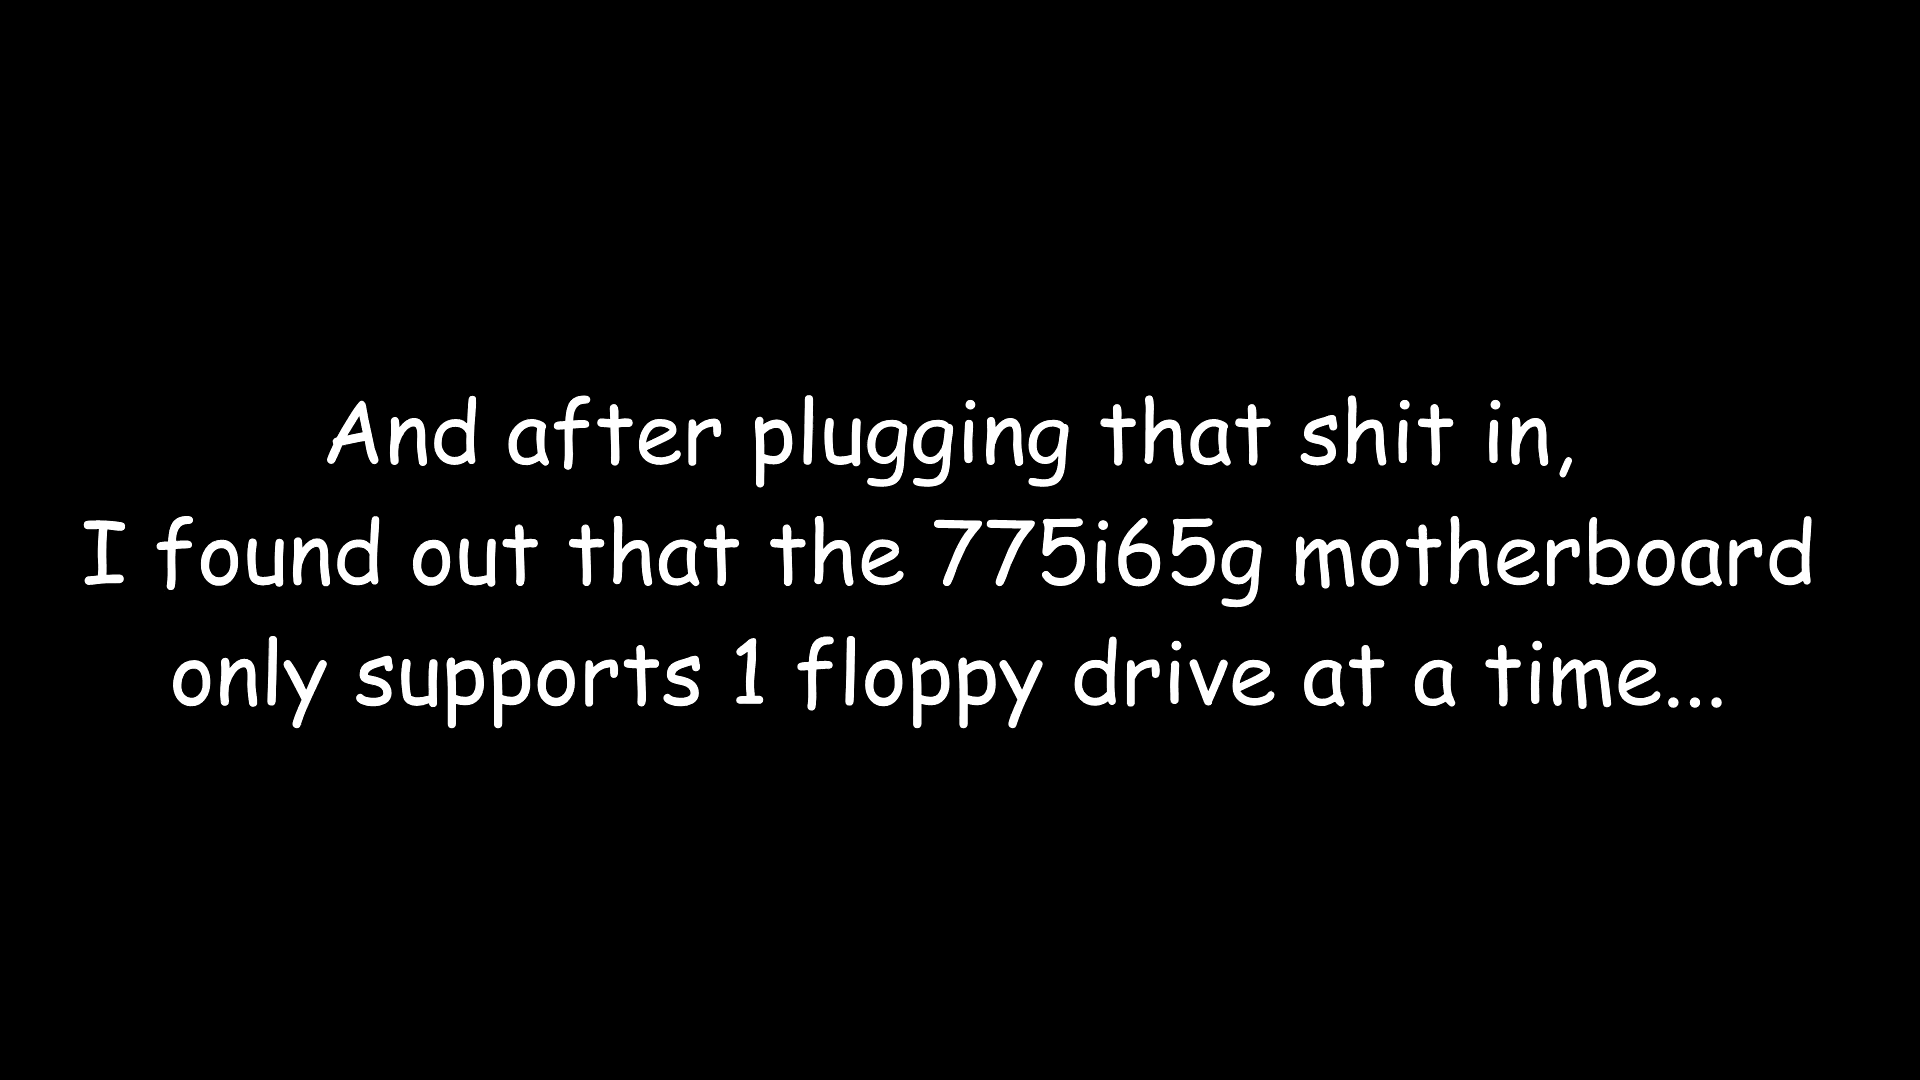 And after plugging that shit in,
I found out that the 775i65g motherboard
only supports 1 floppy drive at a time...